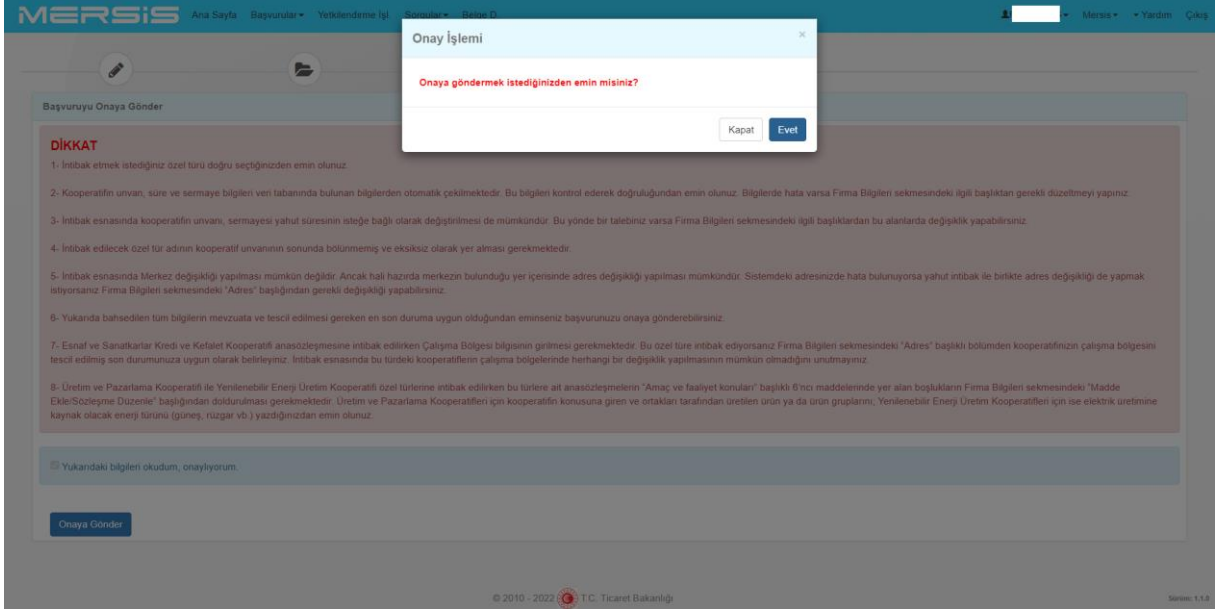 MERSiS Ana Sayfa Başvurular Yetkilendirme İşl Sorgular Belge D Mersis Yardım Çıkış
Onay İşlemi ×
Onaya göndermek istediğinizden emin misiniz?
Kapat Evet
Başvuruyu Onaya Gönder
DİKKAT
1- İntibak etmek istediğiniz özel türü doğru seçtiğinizden emin olunuz.
2- Kooperatifin unvan, süre ve sermaye bilgileri veri tabanında bulunan bilgilerden otomatik çekilmektedir. Bu bilgileri kontrol ederek doğruluğundan emin olunuz. Bilgilerde hata varsa Firma Bilgileri sekmesindeki ilgili başlıktan gerekli düzeltmeyi yapınız.
3- İntibak esnasında kooperatifin unvanı, sermayesi yahut süresinin isteğe bağlı olarak değiştirilmesi de mümkündür. Bu yönde bir talebiniz varsa Firma Bilgileri sekmesindeki ilgili başlıklardan bu alanlarda değişiklik yapabilirsiniz.
4- İntibak edilecek özel tür adının kooperatif unvanının sonunda bölünmemiş ve eksiksiz olarak yer alması gerekmektedir.
5- İntibak esnasında Merkez değişikliği yapılması mümkün değildir. Ancak hali hazırda merkezin bulunduğu yer içerisinde adres değişikliği yapılması mümkündür. Sistemdeki adresinizde hata bulunuyorsa yahut intibak ile birlikte adres değişikliği de yapmak
istiyorsanız Firma Bilgileri sekmesindeki "Adres" başlığından gerekli değişikliği yapabilirsiniz.
6- Yukarıda bahsedilen tüm bilgilerin mevzuata ve tescil edilmesi gereken en son duruma uygun olduğundan eminseniz başvurunuzu onaya gönderebilirsiniz.
7- Esnaf ve Sanatkarlar Kredi ve Kefalet Kooperatifi anasözleşmesine intibak edilirken Çalışma Bölgesi bilgisinin girilmesi gerekmektedir. Bu özel türe intibak ediyorsanız Firma Bilgileri sekmesindeki "Adres" başlıklı bölümden kooperatifinizin çalışma bölgesini
tescil edilmiş son durumunuza uygun olarak belirleyiniz. İntibak esnasında bu türdeki kooperatiflerin çalışma bölgelerinde herhangi bir değişiklik yapılmasının mümkün olmadığını unutmayınız.
8- Üretim ve Pazarlama Kooperatifi ile Yenilenebilir Enerji Üretim Kooperatifi özel türlerine intibak edilirken bu türlere ait anasözleşmelerin "Amaç ve faaliyet konuları" başlıklı 6'ncı maddelerinde yer alan boşlukların Firma Bilgileri sekmesindeki "Madde
Ekle/Sözleşme Düzenle" başlığından doldurulması gerekmektedir. Üretim ve Pazarlama Kooperatifleri için kooperatifin konusuna giren ve ortakları tarafından üretilen ürün ya da ürün gruplarını; Yenilenebilir Enerji Üretim Kooperatifleri için ise elektrik üretimine
kaynak olacak enerji türünü (güneş, rüzgar vb.) yazdığınızdan emin olunuz.
Yukarıdaki bilgileri okudum, onaylıyorum.
Onaya Gönder
© 2010 - 2022 T.C. Ticaret Bakanlığı
Sürüm: 1.1.0